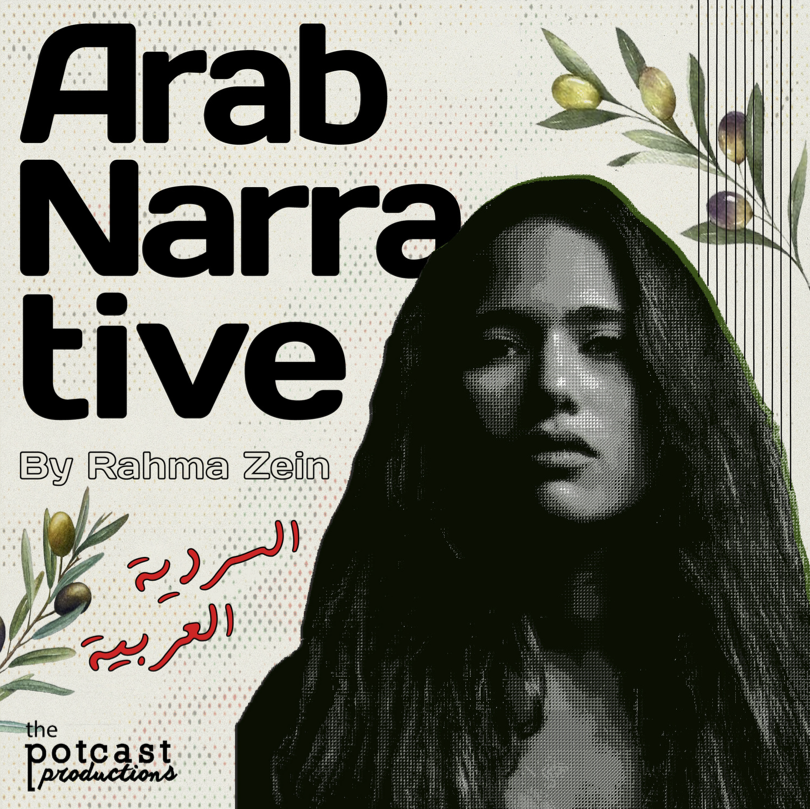 Arab
Narra
tive
By Rahma Zein
السردية
العربية
the
potcast
productions